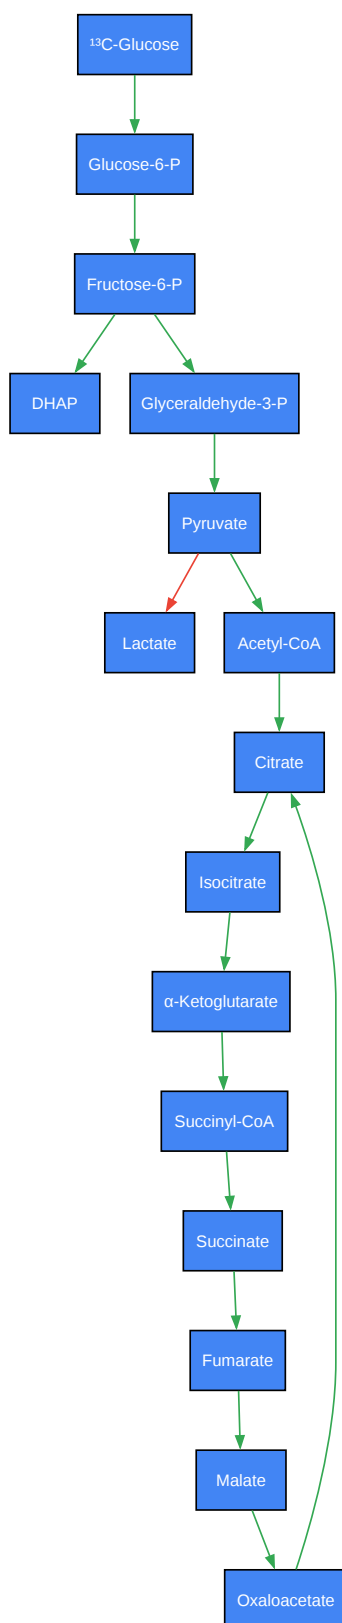 ¹³C-Glucose
Glucose-6-P
Fructose-6-P
DHAP
Glyceraldehyde-3-P
Pyruvate
Lactate
Acetyl-CoA
Citrate
Isocitrate
α-Ketoglutarate
Succinyl-CoA
Succinate
Fumarate
Malate
Oxaloacetate